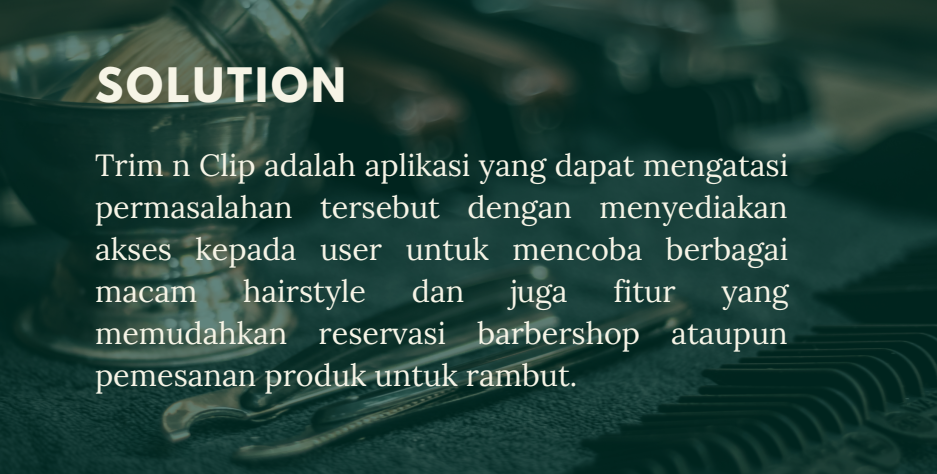 SOLUTION
Trim n Clip adalah aplikasi yang dapat mengatasi
permasalahan tersebut dengan menyediakan
akses kepada user untuk mencoba berbagai
macam hairstyle dan juga fitur yang
memudahkan reservasi barbershop ataupun
pemesanan produk untuk rambut.